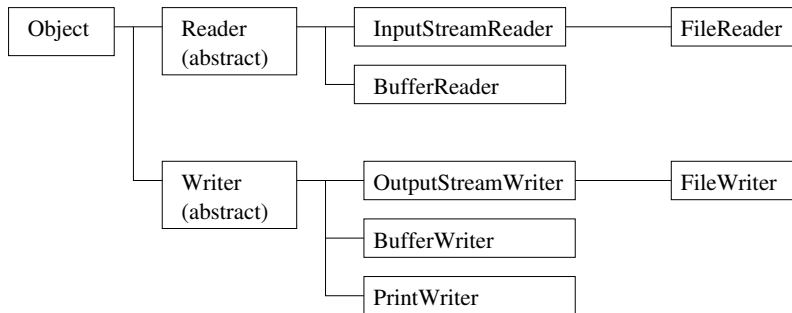 Object
Reader
(abstract)
InputStreamReader
FileReader
BufferReader
Writer
(abstract)
OutputStreamWriter
FileWriter
BufferWriter
PrintWriter